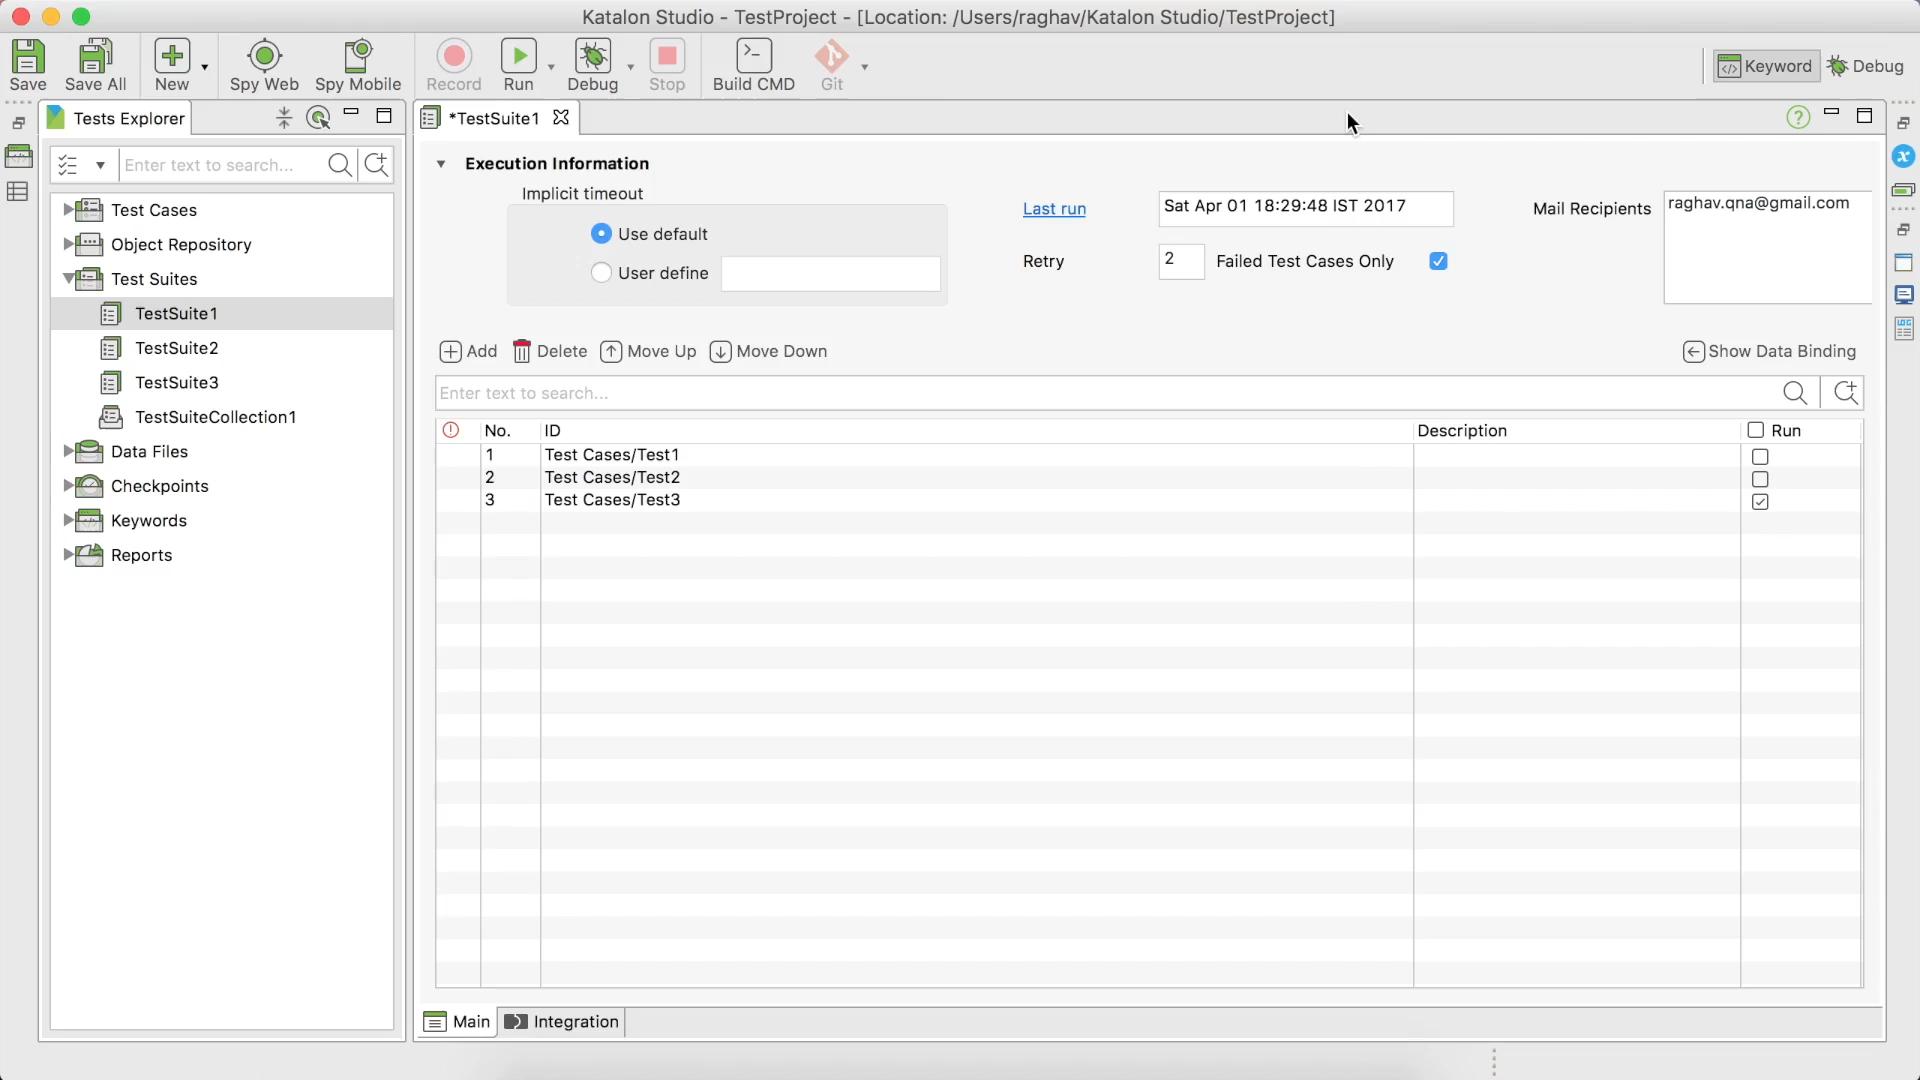 Katalon Studio - TestProject - [Location: /Users/raghav/Katalon Studio/TestProject]
Save Save All New Spy Web Spy Mobile Record Run Debug Stop Build CMD Git Keyword Debug
Tests Explorer
*TestSuite1
Enter text to search...
Test Cases
Object Repository
Test Suites
TestSuite1
TestSuite2
TestSuite3
TestSuiteCollection1
Data Files
Checkpoints
Keywords
Reports
Execution Information
Implicit timeout
Use default
User define
Last run Sat Apr 01 18:29:48 IST 2017
Retry 2 Failed Test Cases Only
Mail Recipients raghav.qna@gmail.com
Add Delete Move Up Move Down Show Data Binding
Enter text to search...
No. ID Description Run
1 Test Cases/Test1
2 Test Cases/Test2
3 Test Cases/Test3
Main Integration